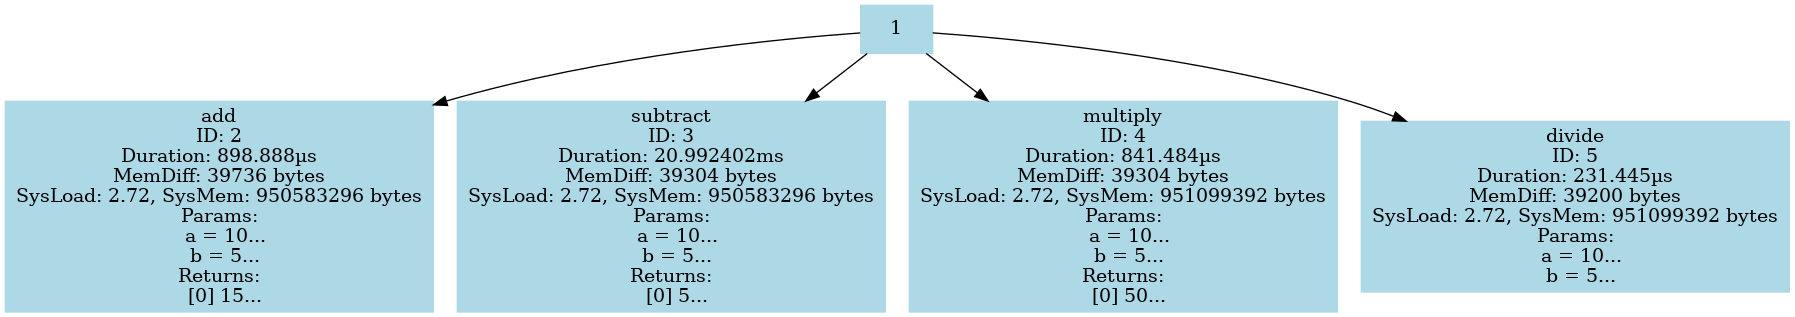 1
add
ID: 2
Duration: 898.888µs
MemDiff: 39736 bytes
SysLoad: 2.72, SysMem: 950583296 bytes
Params:
a = 10...
b = 5...
Returns:
[0] 15...
subtract
ID: 3
Duration: 20.992402ms
MemDiff: 39304 bytes
SysLoad: 2.72, SysMem: 950583296 bytes
Params:
a = 10...
b = 5...
Returns:
[0] 5...
multiply
ID: 4
Duration: 841.484µs
MemDiff: 39304 bytes
SysLoad: 2.72, SysMem: 951099392 bytes
Params:
a = 10...
b = 5...
Returns:
[0] 50...
divide
ID: 5
Duration: 231.445µs
MemDiff: 39200 bytes
SysLoad: 2.72, SysMem: 951099392 bytes
Params:
a = 10...
b = 5...